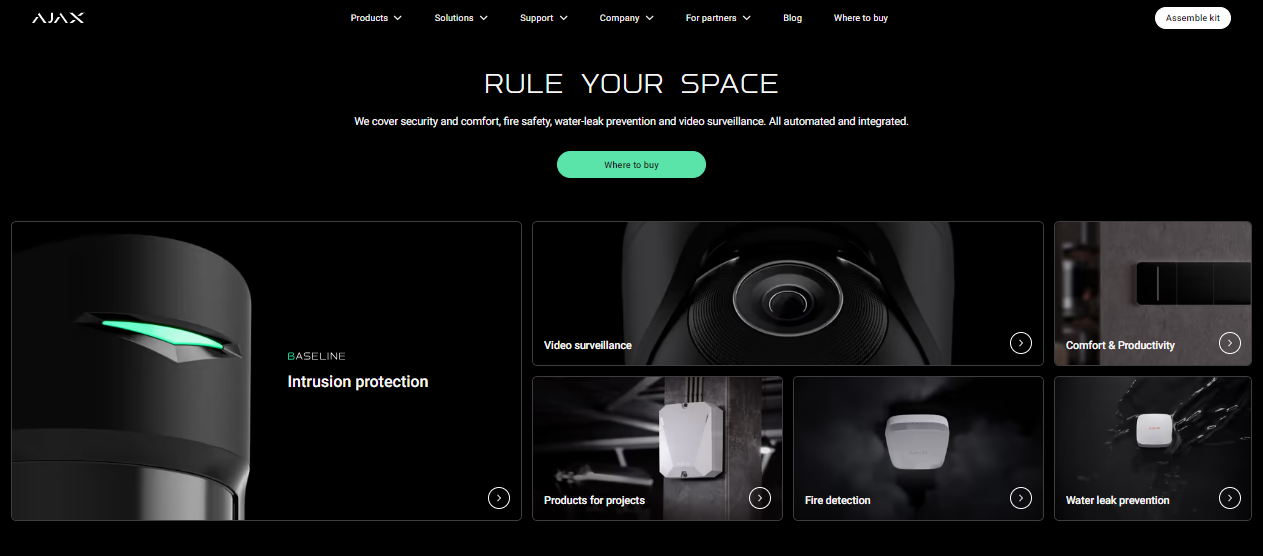 AJAX
Products
Solutions
Support
Company
For partners
Blog
Where to buy
Assemble kit
RULE YOUR SPACE
We cover security and comfort, fire safety, water-leak prevention and video surveillance. All automated and integrated.
Where to buy
BASELINE
Intrusion protection
Video surveillance
Comfort & Productivity
Products for projects
Fire detection
Water leak prevention